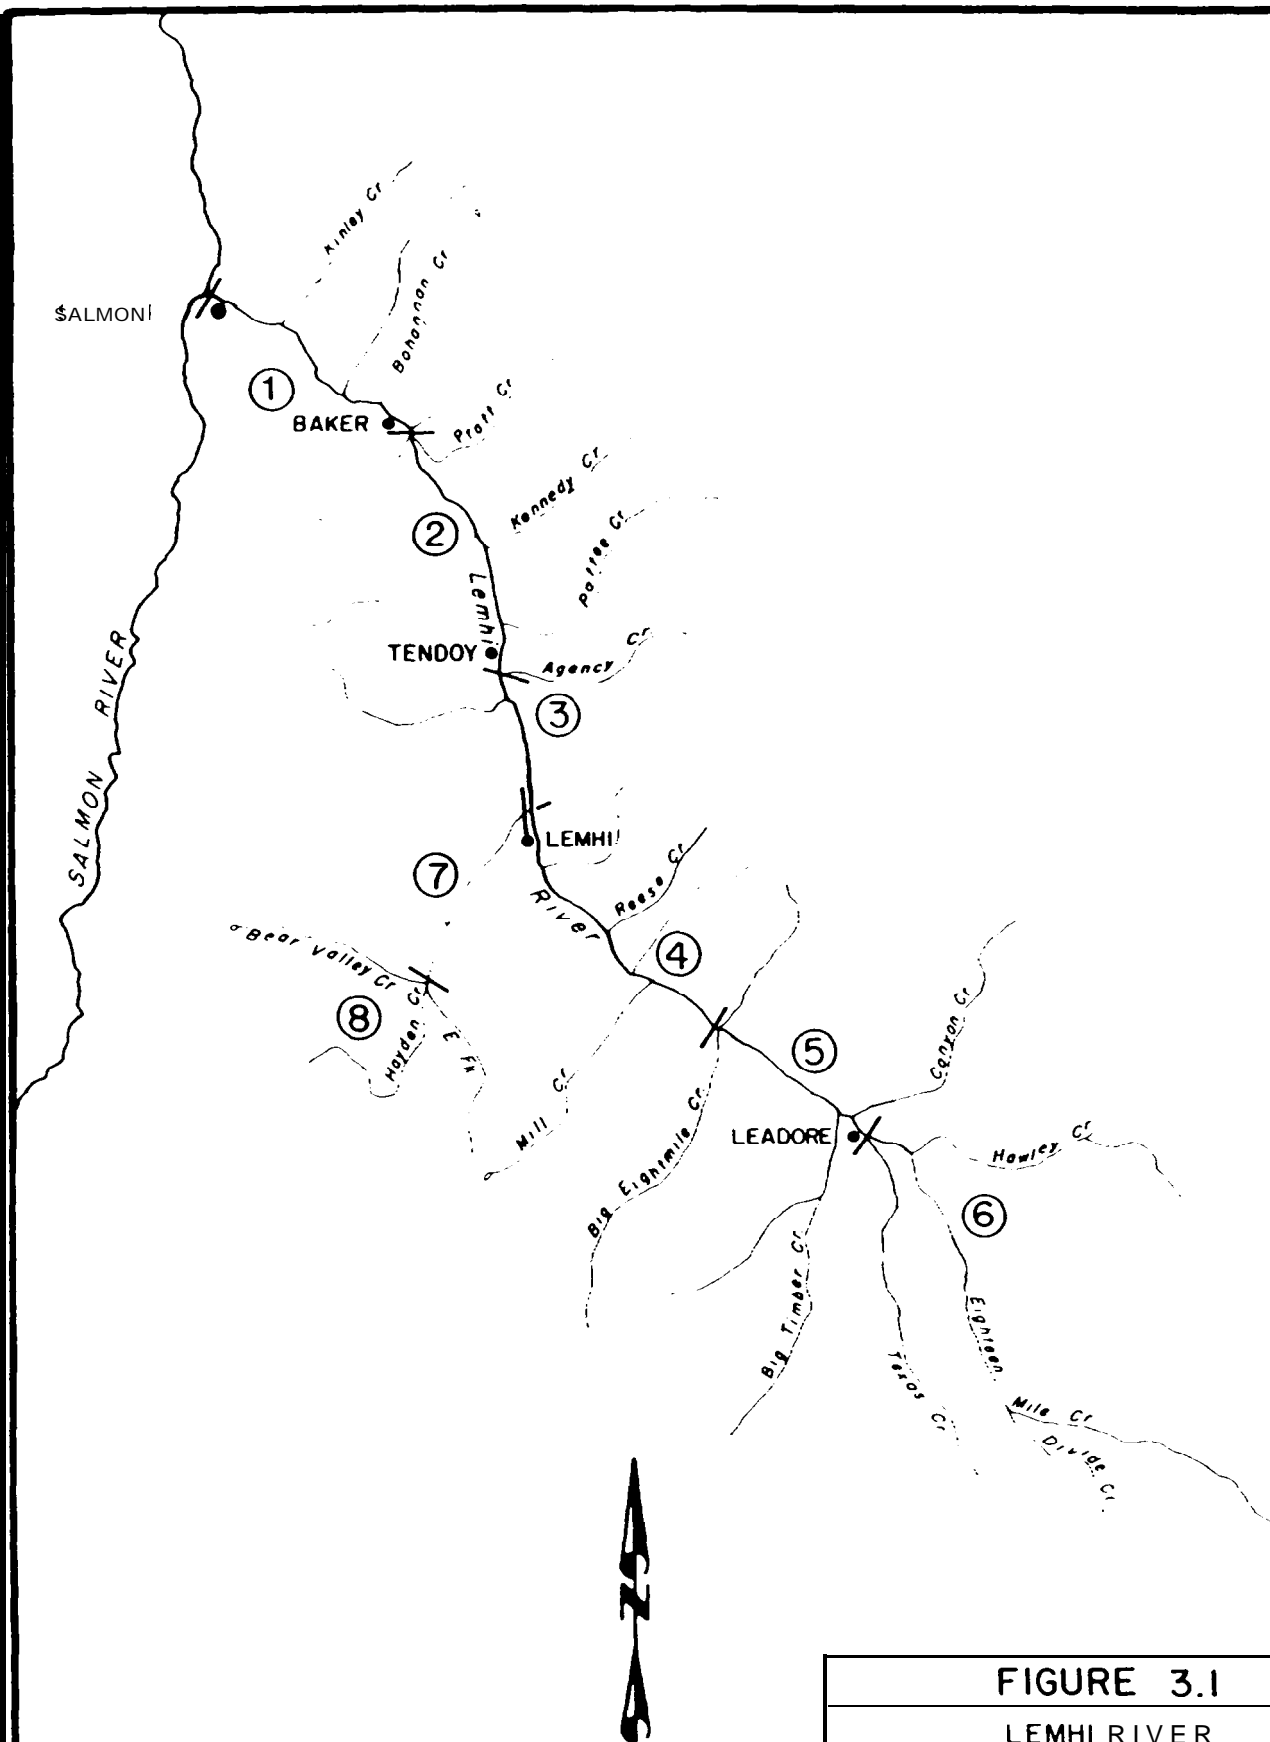 Kinley Cr
Bohannon Cr
SALMON
1
BAKER
Pratt Cr
Kennedy Cr
2
Pattee Cr
Lemhi
TENDOY
Agency Cr
SALMON RIVER
3
LEMHI
7
River
Reese Cr
Bear Valley Cr
4
8
Hayden Cr
E Fk
5
Canyon Cr
Mill Cr
Big Eightmile Cr
LEADORE
Hawley Cr
6
Big Timber Cr
Texas Cr
Eighteen
Mile Cr
Divide Cr
N
FIGURE 3.1
LEMHI RIVER